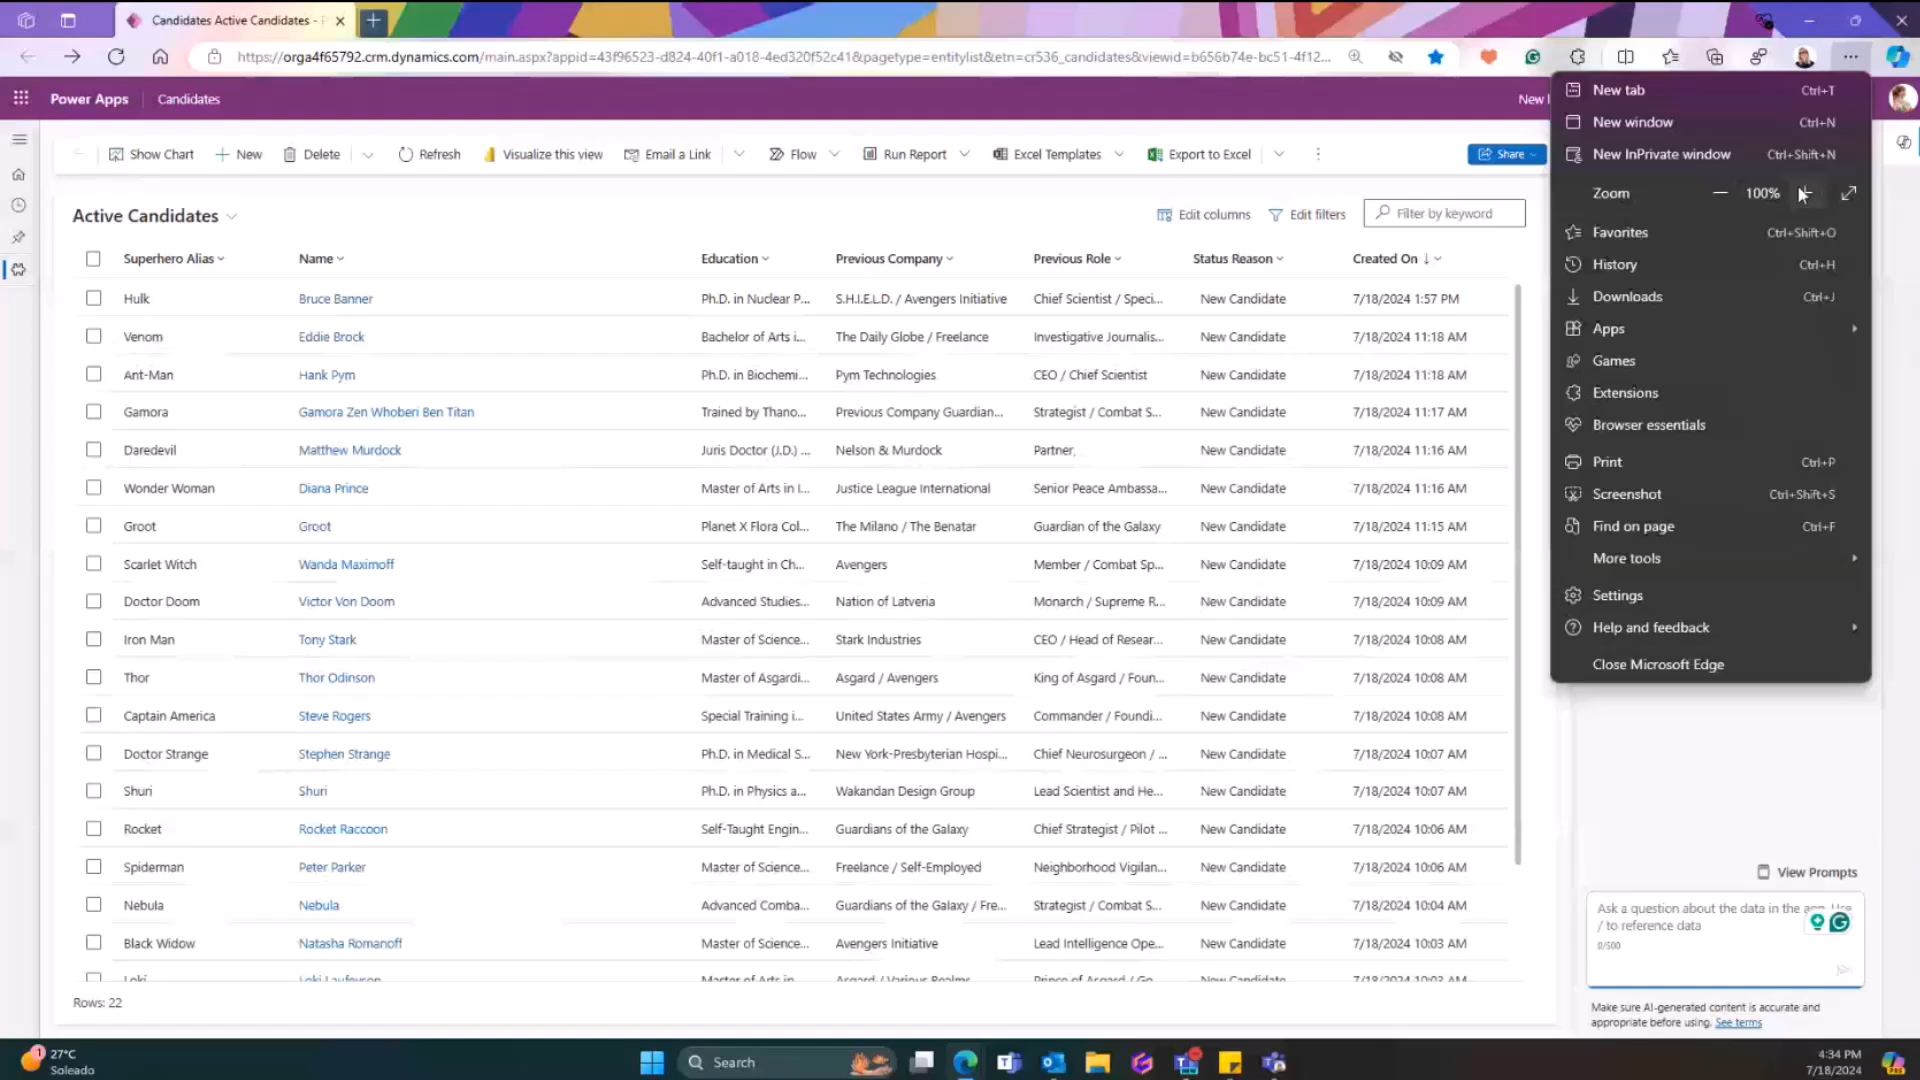 Candidates Active Candidates -
https://orga4f65792.crm.dynamics.com/main.aspx?appid=43f96523-d824-40f1-a018-4ed320f52c41&pagetype=entitylist&etn=cr536_candidates&viewid=b656b74e-bc51-4f12...
Power Apps Candidates New
Show Chart New Delete Refresh Visualize this view Email a Link Flow Run Report Excel Templates Export to Excel Share
Active Candidates Edit columns Edit filters Filter by keyword
Superhero Alias Name Education Previous Company Previous Role Status Reason Created On
Hulk Bruce Banner Ph.D. in Nuclear P... S.H.I.E.L.D. / Avengers Initiative Chief Scientist / Speci... New Candidate 7/18/2024 1:57 PM
Venom Eddie Brock Bachelor of Arts i... The Daily Globe / Freelance Investigative Journalis... New Candidate 7/18/2024 11:18 AM
Ant-Man Hank Pym Ph.D. in Biochemi... Pym Technologies CEO / Chief Scientist New Candidate 7/18/2024 11:18 AM
Gamora Gamora Zen Whoberi Ben Titan Trained by Thano... Previous Company Guardian... Strategist / Combat S... New Candidate 7/18/2024 11:17 AM
Daredevil Matthew Murdock Juris Doctor (J.D.) ... Nelson & Murdock Partner, New Candidate 7/18/2024 11:16 AM
Wonder Woman Diana Prince Master of Arts in I... Justice League International Senior Peace Ambassa... New Candidate 7/18/2024 11:16 AM
Groot Groot Planet X Flora Col... The Milano / The Benatar Guardian of the Galaxy New Candidate 7/18/2024 11:15 AM
Scarlet Witch Wanda Maximoff Self-taught in Ch... Avengers Member / Combat Sp... New Candidate 7/18/2024 10:09 AM
Doctor Doom Victor Von Doom Advanced Studies... Nation of Latveria Monarch / Supreme R... New Candidate 7/18/2024 10:09 AM
Iron Man Tony Stark Master of Science... Stark Industries CEO / Head of Resear... New Candidate 7/18/2024 10:08 AM
Thor Thor Odinson Master of Asgardi... Asgard / Avengers King of Asgard / Foun... New Candidate 7/18/2024 10:08 AM
Captain America Steve Rogers Special Training i... United States Army / Avengers Commander / Foundi... New Candidate 7/18/2024 10:08 AM
Doctor Strange Stephen Strange Ph.D. in Medical S... New York-Presbyterian Hospi... Chief Neurosurgeon / ... New Candidate 7/18/2024 10:07 AM
Shuri Shuri Ph.D. in Physics a... Wakandan Design Group Lead Scientist and He... New Candidate 7/18/2024 10:07 AM
Rocket Rocket Raccoon Self-Taught Engin... Guardians of the Galaxy Chief Strategist / Pilot ... New Candidate 7/18/2024 10:06 AM
Spiderman Peter Parker Master of Science... Freelance / Self-Employed Neighborhood Vigilan... New Candidate 7/18/2024 10:06 AM
Nebula Nebula Advanced Comba... Guardians of the Galaxy / Fre... Strategist / Combat S... New Candidate 7/18/2024 10:04 AM
Black Widow Natasha Romanoff Master of Science... Avengers Initiative Lead Intelligence Ope... New Candidate 7/18/2024 10:03 AM
Loki Loki Laufeyson Master of Arts in Asgard / Various Realms Prince of Asgard / Go New Candidate 7/18/2024 10:03 AM
Rows: 22
New tab Ctrl+T
New window Ctrl+N
New InPrivate window Ctrl+Shift+N
Zoom — 100% +
Favorites Ctrl+Shift+O
History Ctrl+H
Downloads Ctrl+J
Apps
Games
Extensions
Browser essentials
Print Ctrl+P
Screenshot Ctrl+Shift+S
Find on page Ctrl+F
More tools
Settings
Help and feedback
Close Microsoft Edge
View Prompts
Ask a question about the data in the app. Use
/ to reference data
0/500
Make sure AI-generated content is accurate and
appropriate before using. See terms
1 27°C
Soleado
Search
4:34 PM
7/18/2024